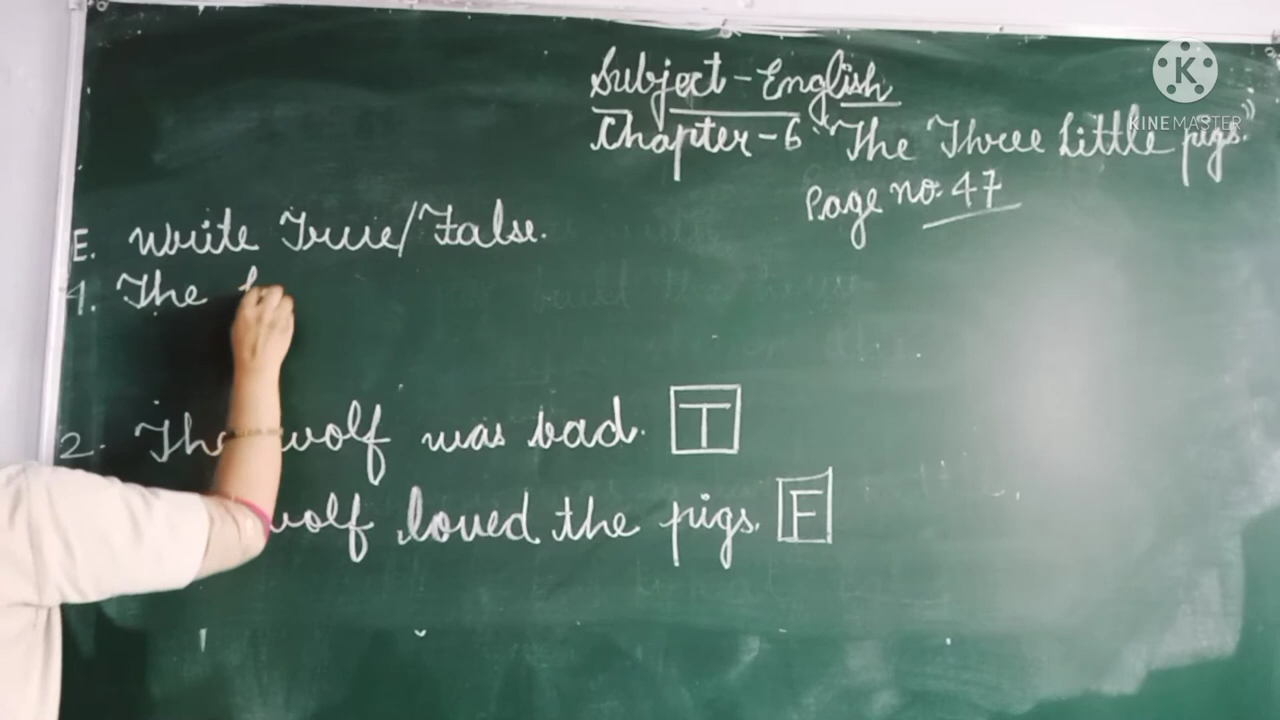 Subject-English
Chapter-6 "The Three Little pigs."
Page no. 47
E. Write True/False.
4. The
2. The wolf was bad. T
wolf loved the pigs. F
K
KINEMASTER